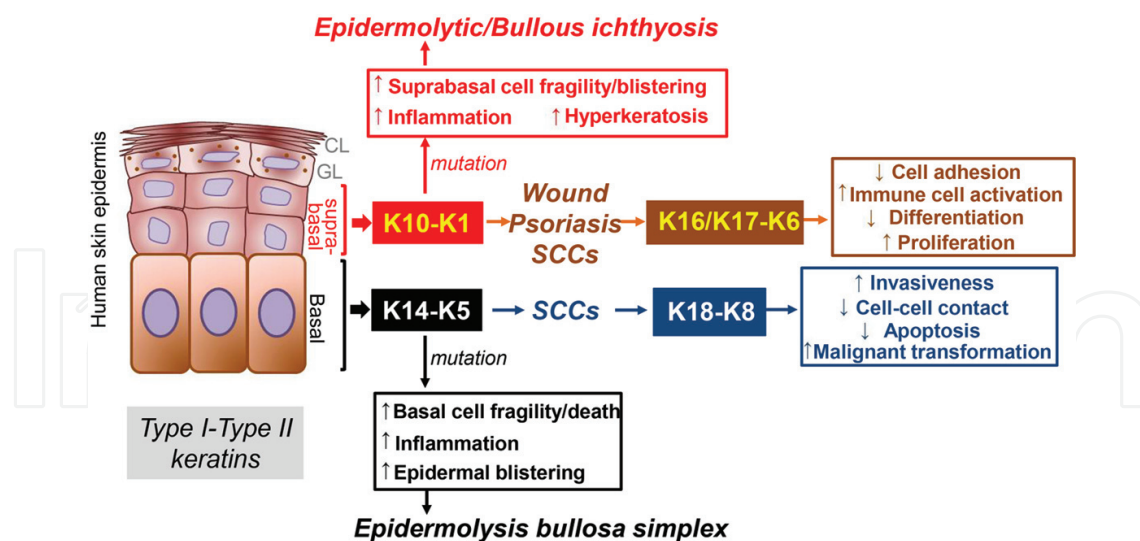 Epidermolytic/Bullous ichthyosis
↑ Suprabasal cell fragility/blistering
↑ Inflammation ↑ Hyperkeratosis
mutation
Human skin epidermis
CL
GL
supra-
basal
Basal
K10-K1
Wound
Psoriasis
SCCs
K16/K17-K6
↓ Cell adhesion
↑Immune cell activation
↓ Differentiation
↑ Proliferation
K14-K5
SCCs
K18-K8
↑ Invasiveness
↓ Cell-cell contact
↓ Apoptosis
↑Malignant transformation
mutation
↑Basal cell fragility/death
↑Inflammation
↑Epidermal blistering
Epidermolysis bullosa simplex
Type I-Type II
keratins